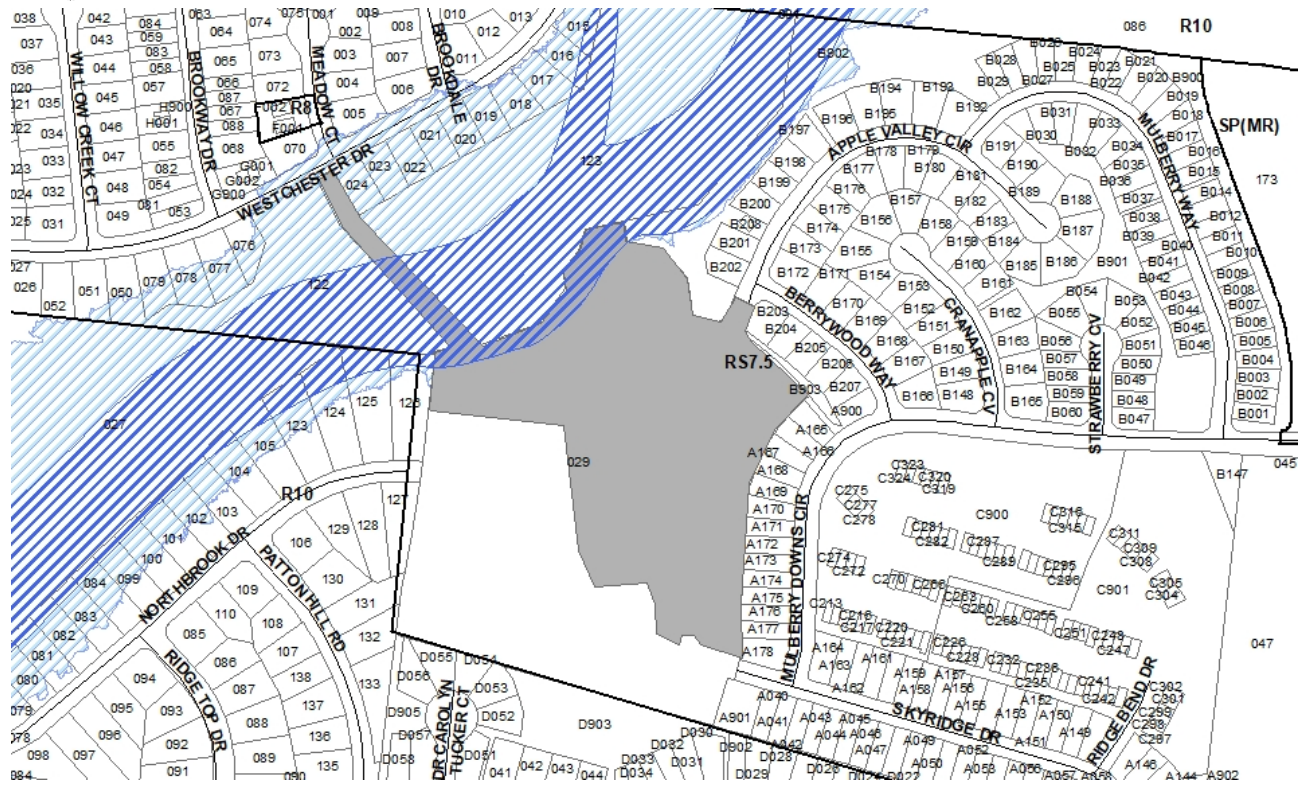 038
042
084
063
074
075
001
009
010
013
086
R10
037
043
059
083
058
064
073
002
003
007
012
011
015
016
017
B802
036
044
057
065
066
087
067
088
072
004
006
005
018
019
020
021
022
023
024
035
045
H900
H001
002
R8
F004
070
034
046
055
068
033
047
082
G001
G002
G900
032
048
054
081
053
031
049
WILLOW CREEK CT
BROOKWAY DR
MEADOW CT
BROOKDALE DR
WESTCHESTER DR
123
076
077
078
079
050
051
052
027
026
122
B028
B029
B027
B025
B024
B023
B022
B021
B020
B900
B019
B018
B017
B016
B015
B014
B012
B011
B010
B009
B008
B007
B006
B005
B004
B003
B002
B001
SP(MR)
173
B194
B193
B192
B195
B196
B197
B198
B199
B200
B208
B201
B202
APPLE VALLEY CIR
B191
B190
B189
B188
B187
B186
B185
B184
B183
B182
B181
B180
B179
B178
B177
B176
B175
B174
B173
B172
B171
B170
B169
B168
B167
B166
B031
B030
B032
B033
B034
B035
B036
B037
B038
B039
B040
B041
B042
B043
B044
B045
B046
B901
MULBERRY WAY
B157
B156
B155
B154
B153
B152
B151
B150
B149
B148
B158
B160
B161
B162
B163
B164
B165
CRANAPPLE CV
BERRYWOOD WAY
B054
B055
B056
B057
B058
B059
B060
B053
B052
B051
B050
B049
B048
B047
STRAWBERRY CV
B203
B204
B205
B206
B207
B903
A900
RS7.5
A165
A166
A167
A168
A169
A170
A171
A172
A173
A174
A175
A176
A177
A178
MULBERRY DOWNS CIR
029
027
126
125
124
123
105
104
103
102
101
100
099
084
083
082
081
080
079
R10
NORTHBROOK DR
127
128
129
106
130
131
132
133
PATTON HILL RD
109
110
108
107
085
086
087
088
138
137
136
135
RIDGE TOP DR
094
095
093
092
091
096
097
098
C323
C324
C320
C319
C275
C277
C278
C900
C316
C315
C281
C282
C287
C289
C295
C296
C311
C309
C308
C305
C304
C901
C274
C272
C270
C266
C263
C260
C258
C255
C251
C248
C247
C213
C216
C217
C220
C221
C226
C228
C232
C235
C236
C241
C242
C302
C301
C299
C298
C297
B147
045
047
A164
A163
A162
A161
A159
A158
A157
A156
A155
A153
A152
A151
A150
A149
A146
A144
A902
SKYRIDGE DR
RIDGEBEND DR
A040
A041
A042
A043
A044
A045
A046
A047
A049
A050
A052
A053
A056
A057
A058
A901
D055
D054
D056
D053
D052
D905
D057
D058
D051
D903
DR CAROLYN TUCKER CT
041
042
043
044
D033
D034
D032
D031
D030
D902
D029
D028
D026
D022